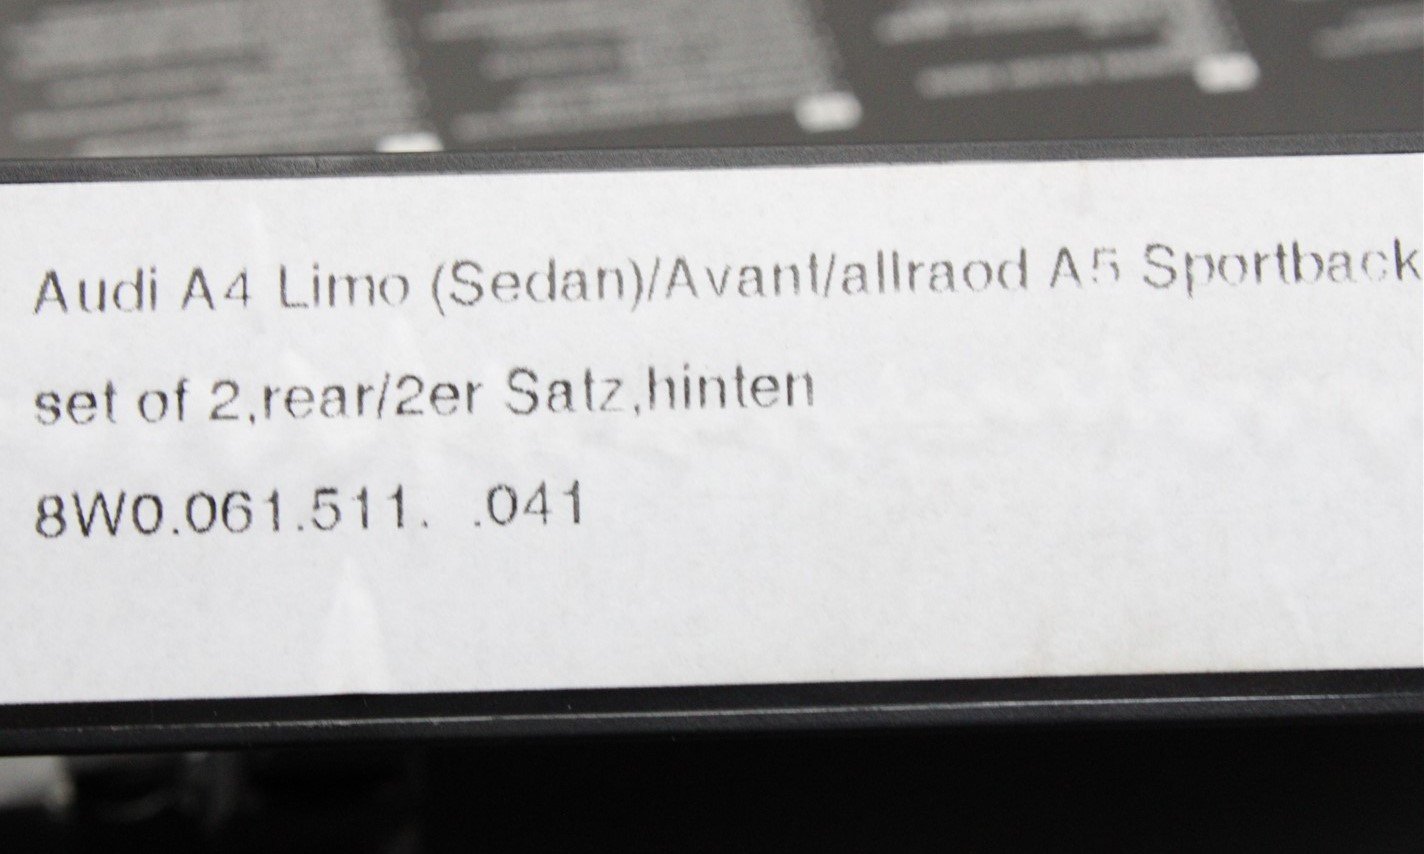 Audi A4 Limo (Sedan)/Avant/allraod A5 Sportback
set of 2,rear/2er Satz,hinten
8W0.061.511. .041